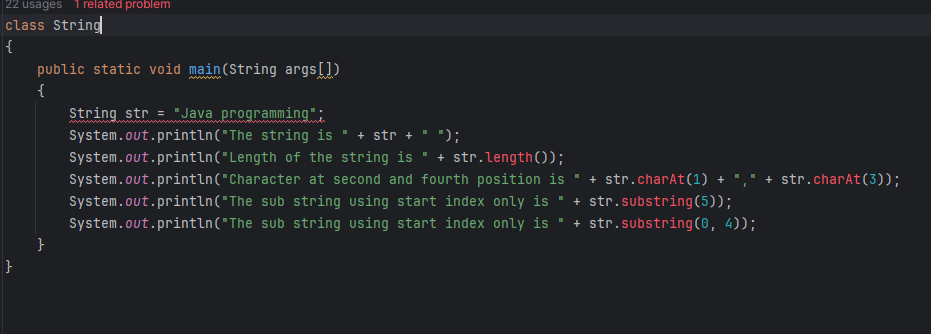 22 usages   1 related problem
class String
{
    public static void main(String args[])
    {
        String str = "Java programming";
        System.out.println("The string is " + str + " ");
        System.out.println("Length of the string is " + str.length());
        System.out.println("Character at second and fourth position is " + str.charAt(1) + "," + str.charAt(3));
        System.out.println("The sub string using start index only is " + str.substring(5));
        System.out.println("The sub string using start index only is " + str.substring(0, 4));
    }
}